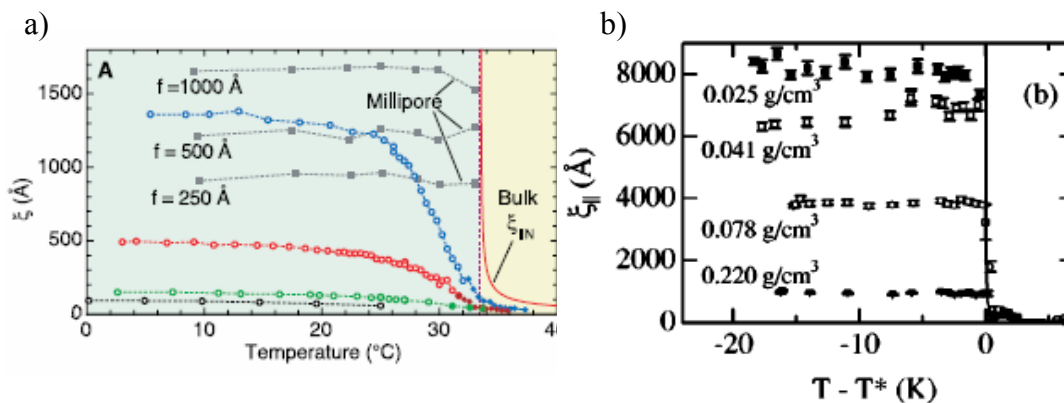 a)
A
f = 1000 Å
Millipore
f = 500 Å
f = 250 Å
Bulk
ξIN
ξ (Å)
1500
1000
500
0
0
10
20
30
40
Temperature (°C)
b)
(b)
8000
0.025 g/cm³
6000
0.041 g/cm³
ξ|| (Å)
4000
0.078 g/cm³
2000
0.220 g/cm³
0
-20
-10
0
T - T* (K)